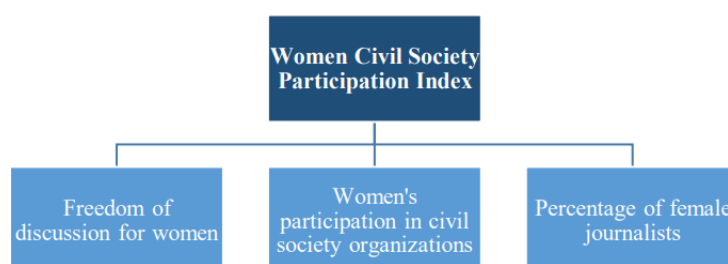 Women Civil Society
Participation Index
Freedom of
discussion for women
Women's
participation in civil
society organizations
Percentage of female
journalists